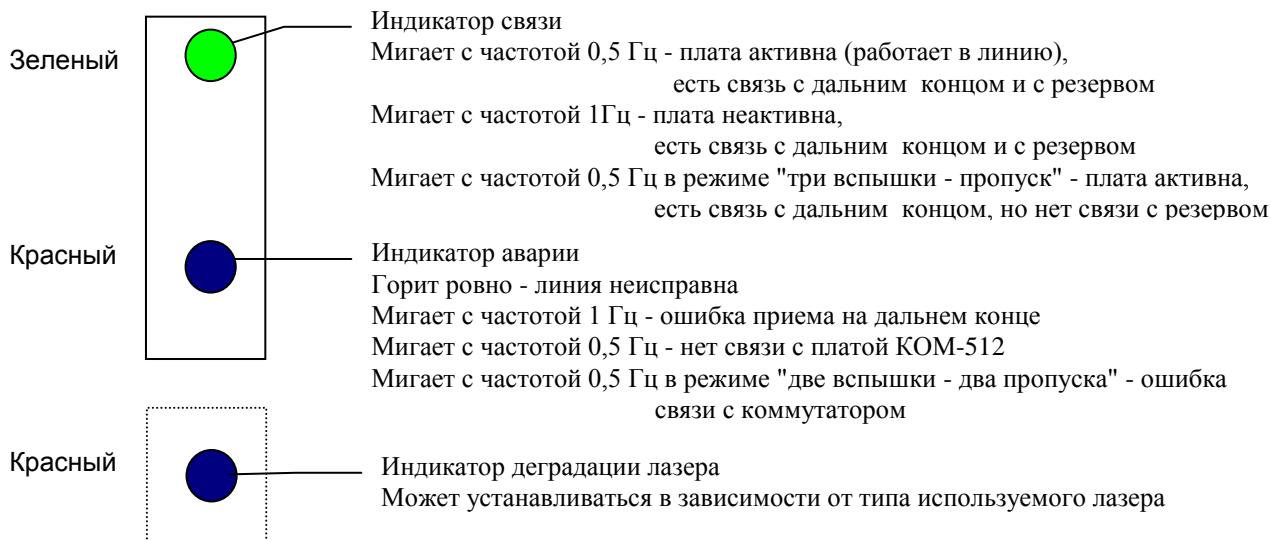 Зеленый
Индикатор связи
Мигает с частотой 0,5 Гц - плата активна (работает в линию),
есть связь с дальним концом и с резервом
Мигает с частотой 1Гц - плата неактивна,
есть связь с дальним концом и с резервом
Мигает с частотой 0,5 Гц в режиме "три вспышки - пропуск" - плата активна,
есть связь с дальним концом, но нет связи с резервом
Красный
Индикатор аварии
Горит ровно - линия неисправна
Мигает с частотой 1 Гц - ошибка приема на дальнем конце
Мигает с частотой 0,5 Гц - нет связи с платой КОМ-512
Мигает с частотой 0,5 Гц в режиме "две вспышки - два пропуска" - ошибка
связи с коммутатором
Красный
Индикатор деградации лазера
Может устанавливаться в зависимости от типа используемого лазера